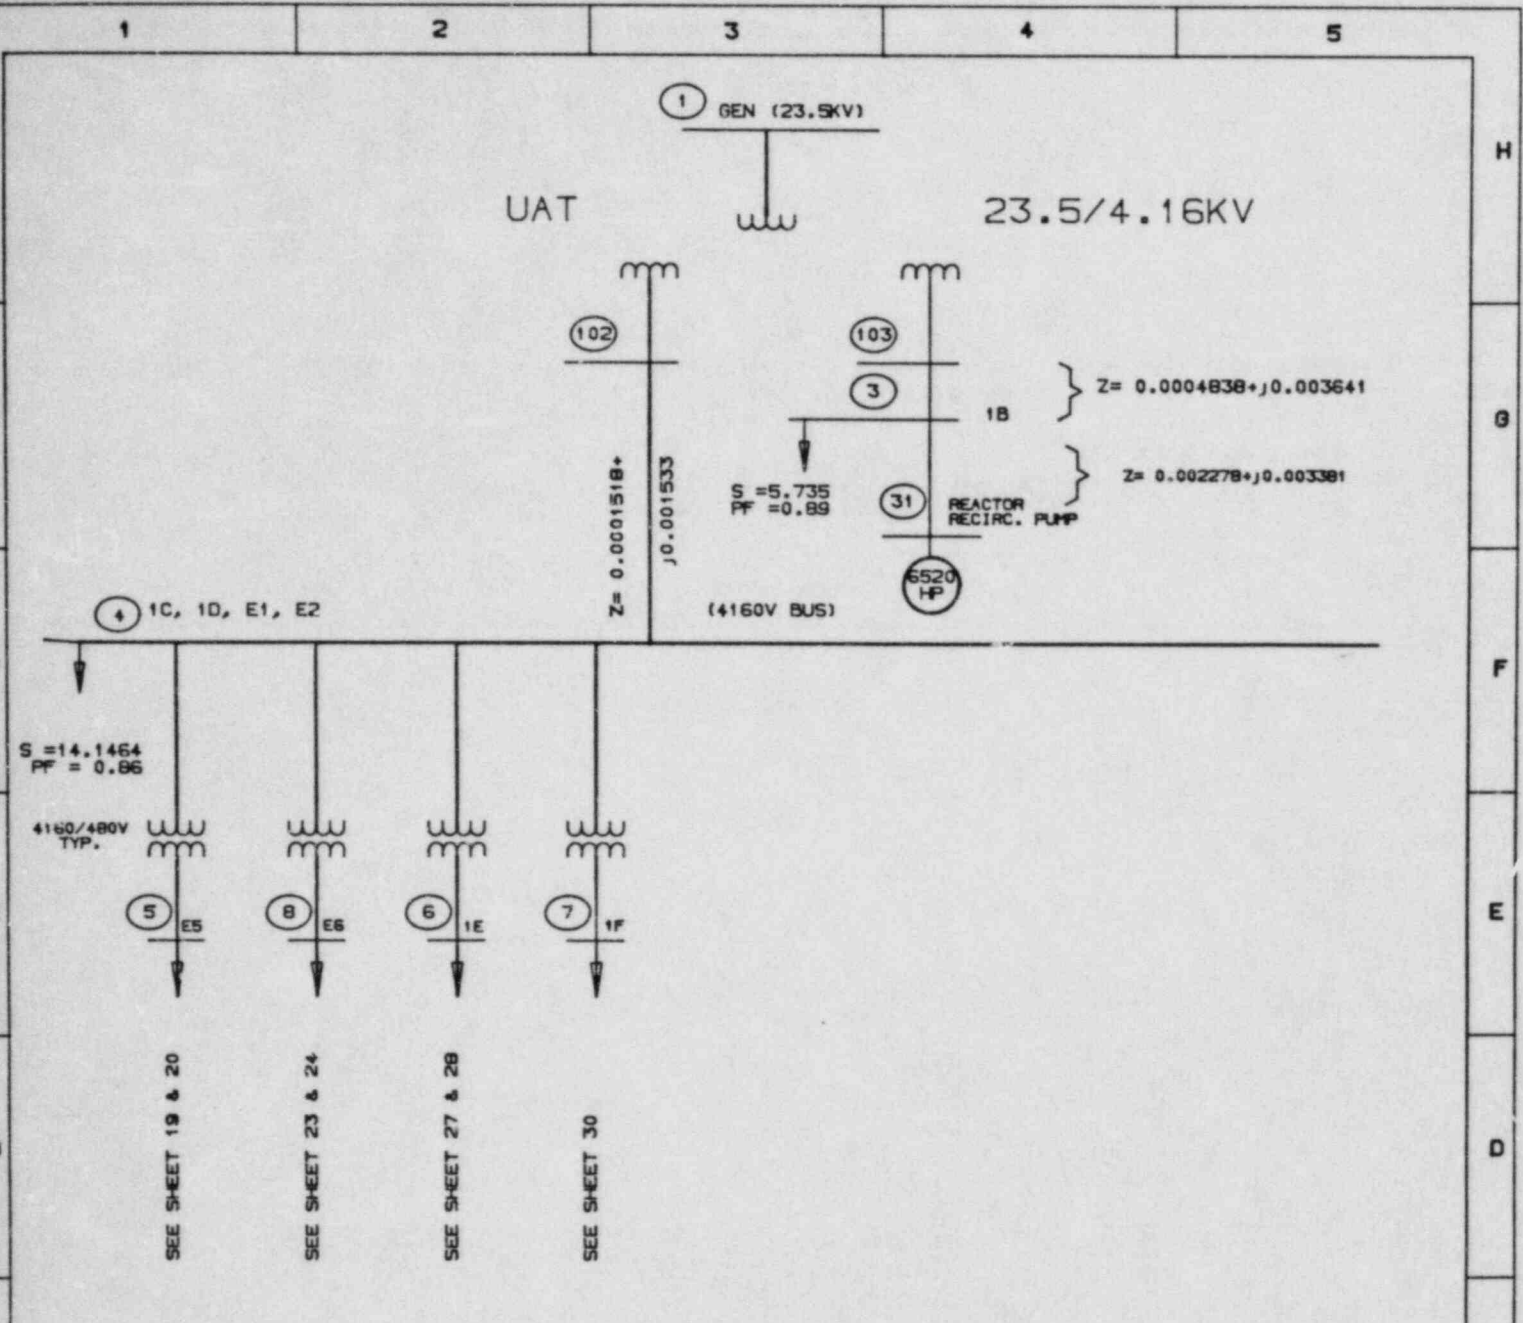 1 2 3 4 5
1 GEN (23.5KV)
H
UAT 23.5/4.16KV
102
103
3
1B
Z= 0.0004838+j0.003641
G
Z= 0.0001518+
j0.001533
S =5.735
PF =0.89
31 REACTOR
RECIRC. PUMP
Z= 0.002278+j0.003381
6520
HP
4 1C, 1D, E1, E2
(4160V BUS)
F
S =14.1464
PF = 0.86
4160/480V
TYP.
5 E5
8 E6
6 1E
7 1F
E
SEE SHEET 19 & 20
SEE SHEET 23 & 24
SEE SHEET 27 & 28
SEE SHEET 30
D